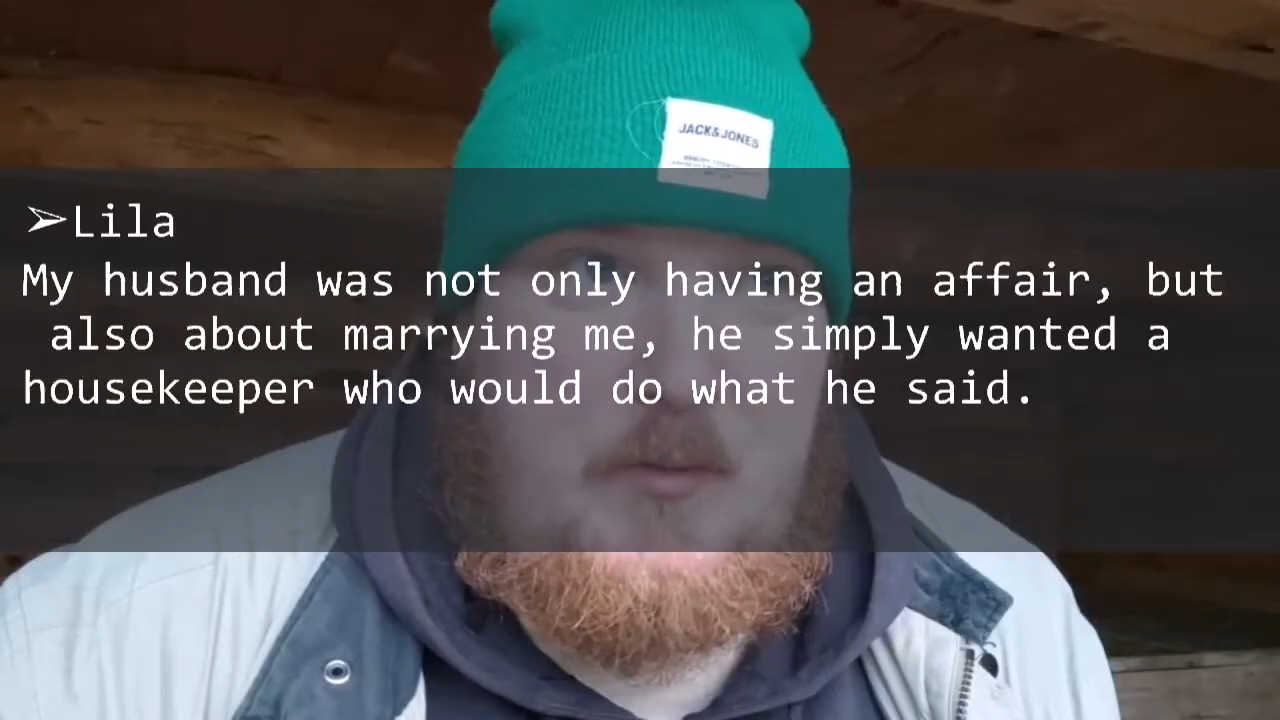 JACK&JONES
➢Lila
My husband was not only having an affair, but
also about marrying me, he simply wanted a
housekeeper who would do what he said.